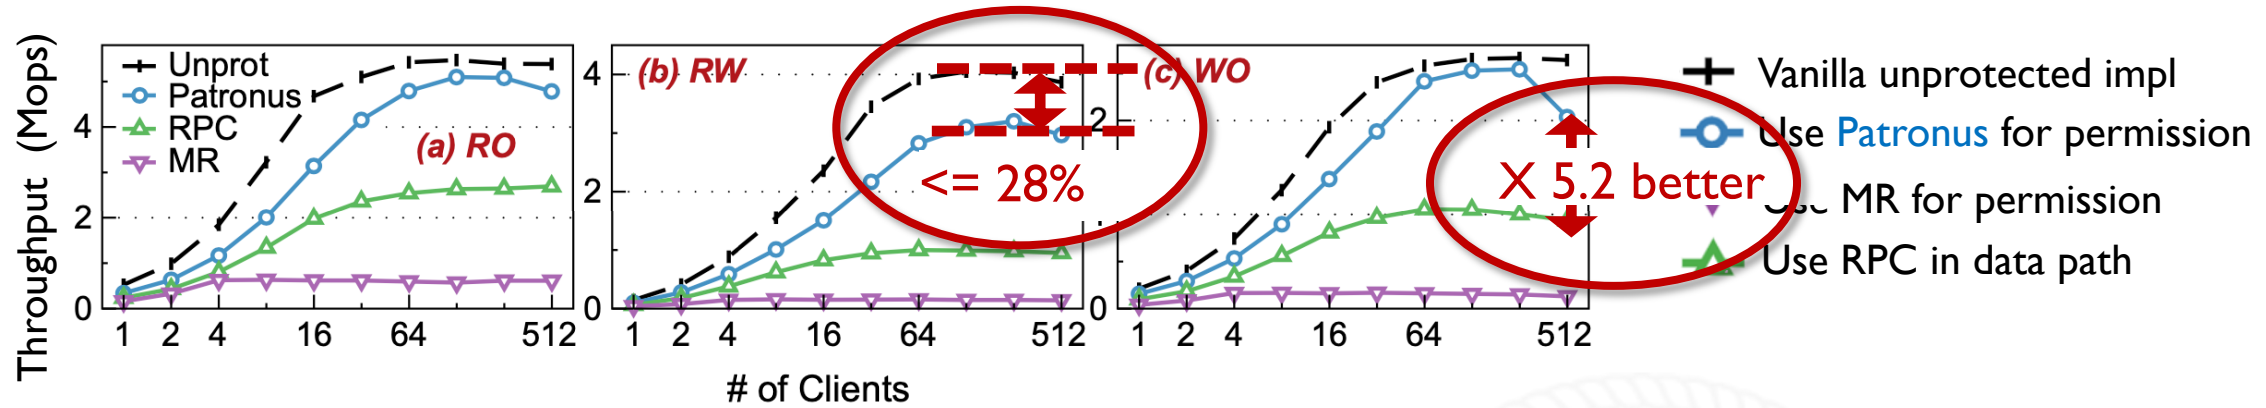 Throughput (Mops)
4
2
0
Unprot
Patronus
RPC
MR
(a) RO
1 2 4 16 64 512
4
2
0
(b) RW
<= 28%
1 2 4 16 64 512
2
0
(c) WO
X 5.2 better
1 2 4 16 64 512
# of Clients
Vanilla unprotected impl
Use Patronus for permission
Use MR for permission
Use RPC in data path